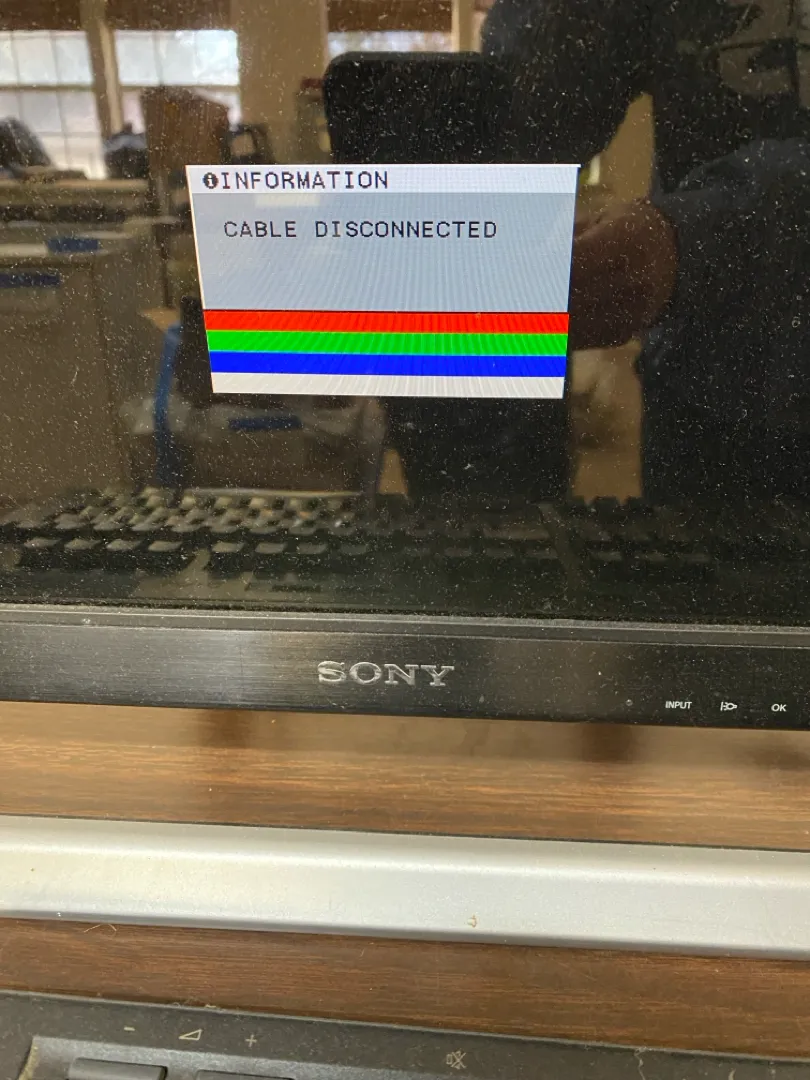 INFORMATION
CABLE DISCONNECTED
SONY
INPUT
OK
- +